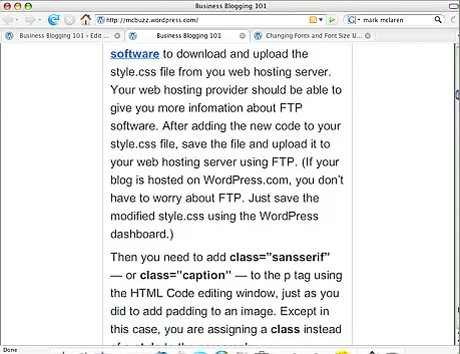 Business Blogging 101
http://mcbuzz.wordpress.com/
mark mclaren
Business Blogging 101 › Edit ...
Business Blogging 101
Changing Fonts and Font Size U...
software to download and upload the
style.css file from you web hosting server.
Your web hosting provider should be able to
give you more infomation about FTP
software. After adding the new code to your
style.css file, save the file and upload it to
your web hosting server using FTP. (If your
blog is hosted on WordPress.com, you don't
have to worry about FTP. Just save the
modified style.css using the WordPress
dashboard.)
Then you need to add class="sansserif"
— or class="caption" — to the p tag using
the HTML Code editing window, just as you
did to add padding to an image. Except in
this case, you are assigning a class instead
Done